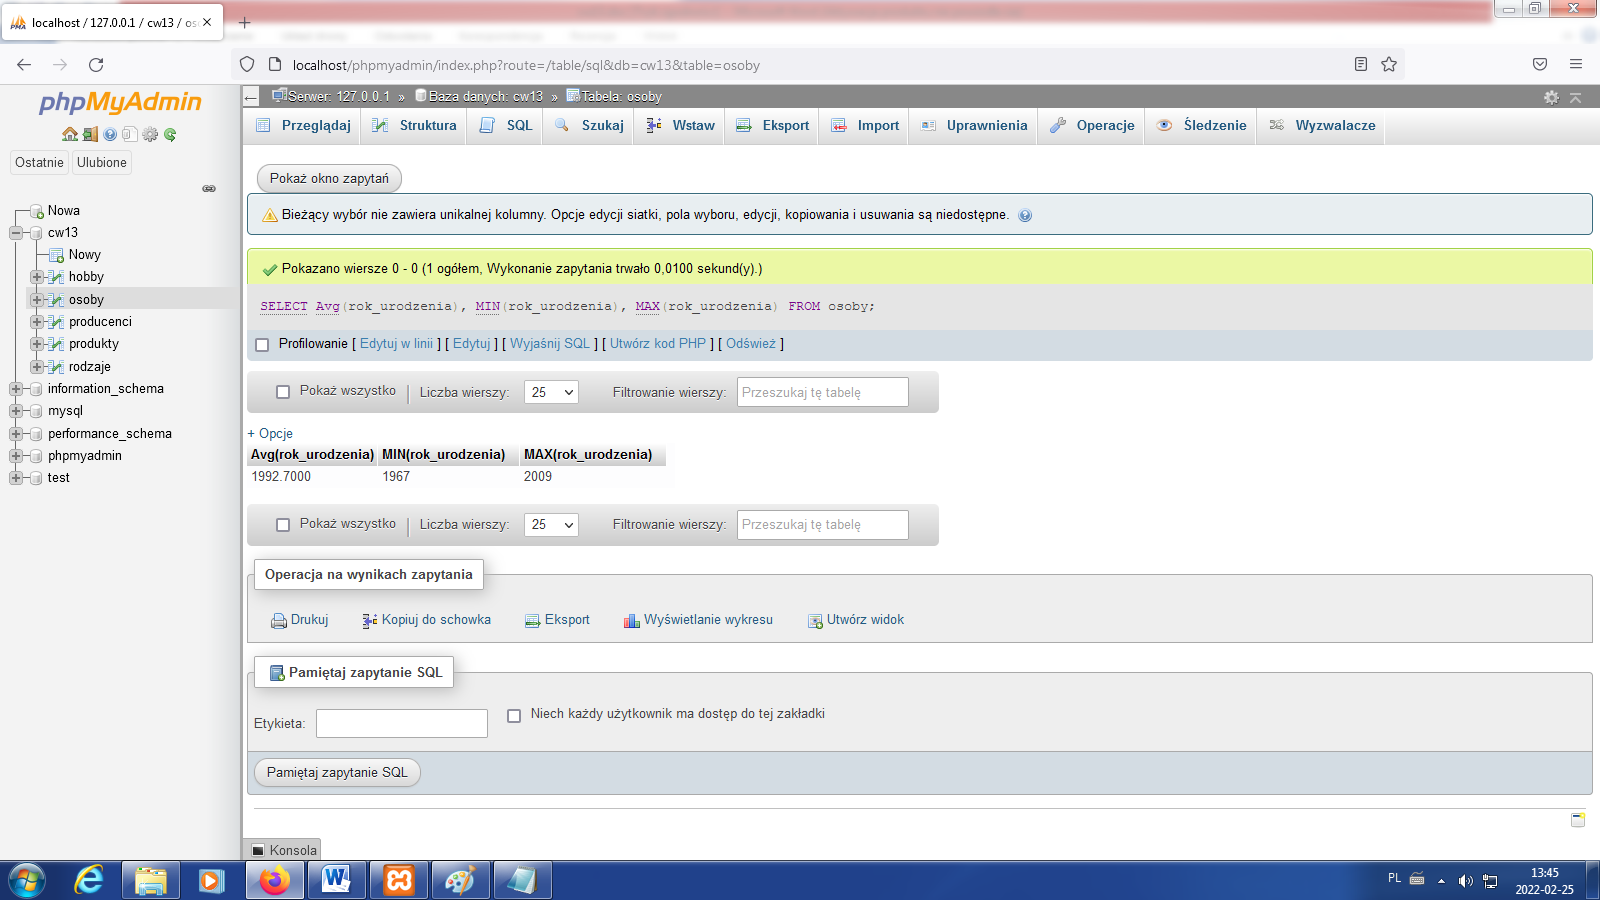 localhost / 127.0.0.1 / cw13 / oso
localhost/phpmyadmin/index.php?route=/table/sql&db=cw13&table=osoby
phpMyAdmin
Ostatnie Ulubione
Nowa
cw13
Nowy
hobby
osoby
producenci
produkty
rodzaje
information_schema
mysql
performance_schema
phpmyadmin
test
Serwer: 127.0.0.1 » Baza danych: cw13 » Tabela: osoby
Przeglądaj Struktura SQL Szukaj Wstaw Eksport Import Uprawnienia Operacje Śledzenie Wyzwalacze
Pokaż okno zapytań
Bieżący wybór nie zawiera unikalnej kolumny. Opcje edycji siatki, pola wyboru, edycji, kopiowania i usuwania są niedostępne.
Pokazano wiersze 0 - 0 (1 ogółem, Wykonanie zapytania trwało 0,0100 sekund(y).)
SELECT Avg(rok_urodzenia), MIN(rok_urodzenia), MAX(rok_urodzenia) FROM osoby;
Profilowanie [ Edytuj w linii ] [ Edytuj ] [ Wyjaśnij SQL ] [ Utwórz kod PHP ] [ Odśwież ]
Pokaż wszystko | Liczba wierszy: 25 Filtrowanie wierszy: Przeszukaj tę tabelę
+ Opcje
Avg(rok_urodzenia) MIN(rok_urodzenia) MAX(rok_urodzenia)
1992.7000 1967 2009
Pokaż wszystko | Liczba wierszy: 25 Filtrowanie wierszy: Przeszukaj tę tabelę
Operacja na wynikach zapytania
Drukuj Kopiuj do schowka Eksport Wyświetlanie wykresu Utwórz widok
Pamiętaj zapytanie SQL
Etykieta: Niech każdy użytkownik ma dostęp do tej zakładki
Pamiętaj zapytanie SQL
Konsola
PL 13:45
2022-02-25